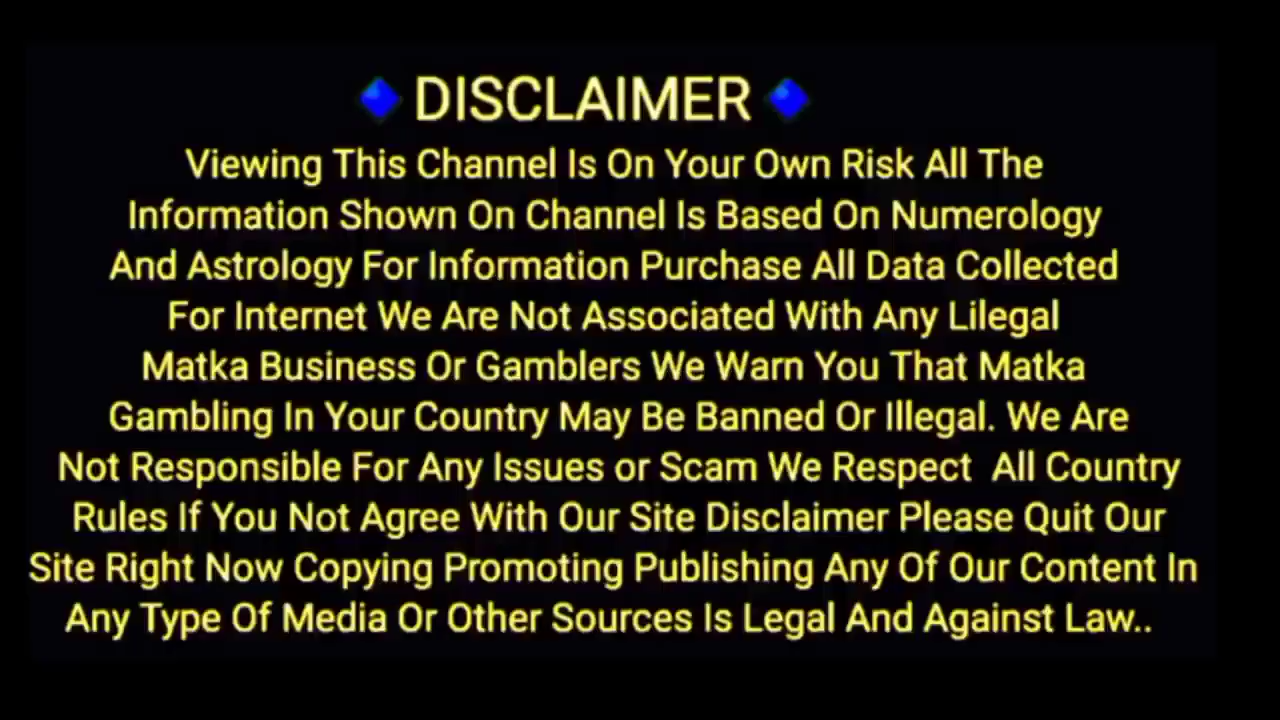 🔹DISCLAIMER🔹
Viewing This Channel Is On Your Own Risk All The
Information Shown On Channel Is Based On Numerology
And Astrology For Information Purchase All Data Collected
For Internet We Are Not Associated With Any Lilegal
Matka Business Or Gamblers We Warn You That Matka
Gambling In Your Country May Be Banned Or Illegal. We Are
Not Responsible For Any Issues or Scam We Respect  All Country
Rules If You Not Agree With Our Site Disclaimer Please Quit Our
Site Right Now Copying Promoting Publishing Any Of Our Content In
Any Type Of Media Or Other Sources Is Legal And Against Law..